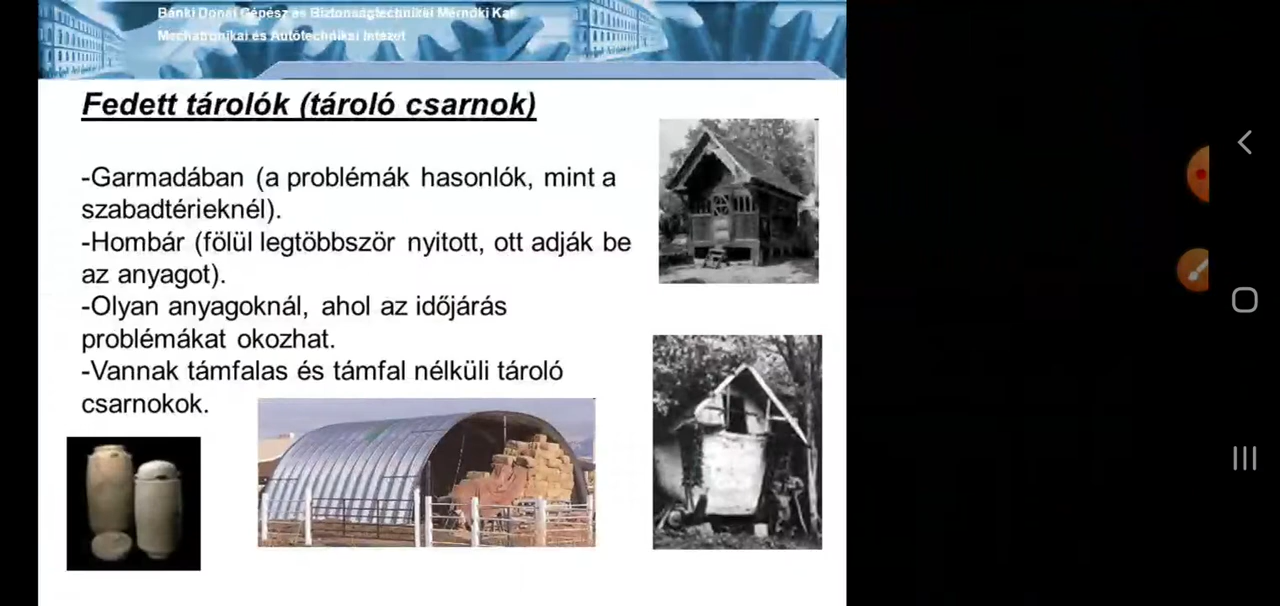 Bánki Donát Gépész és Biztonságtechnikai Mérnöki Kar
Mechatronikai és Autótechnikai Intézet
Fedett tárolók (tároló csarnok)
-Garmadában (a problémák hasonlók, mint a
szabadtérieknél).
-Hombár (fölül legtöbbször nyitott, ott adják be
az anyagot).
-Olyan anyagoknál, ahol az időjárás
problémákat okozhat.
-Vannak támfalas és támfal nélküli tároló
csarnokok.